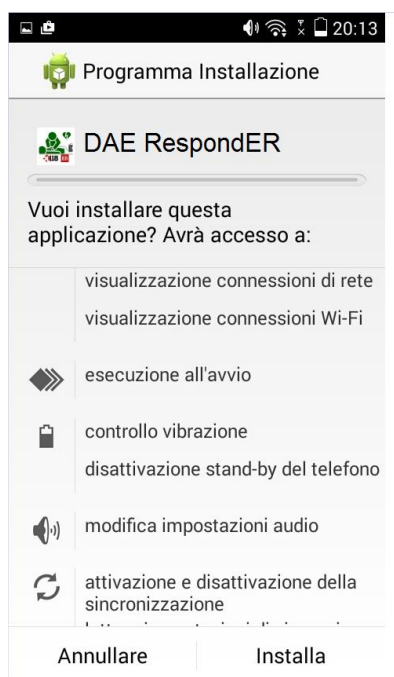 20:13
Programma Installazione
DAE RespondER
Vuoi installare questa
applicazione? Avrà accesso a:
visualizzazione connessioni di rete
visualizzazione connessioni Wi-Fi
esecuzione all'avvio
controllo vibrazione
disattivazione stand-by del telefono
modifica impostazioni audio
attivazione e disattivazione della
sincronizzazione
Annullare Installa